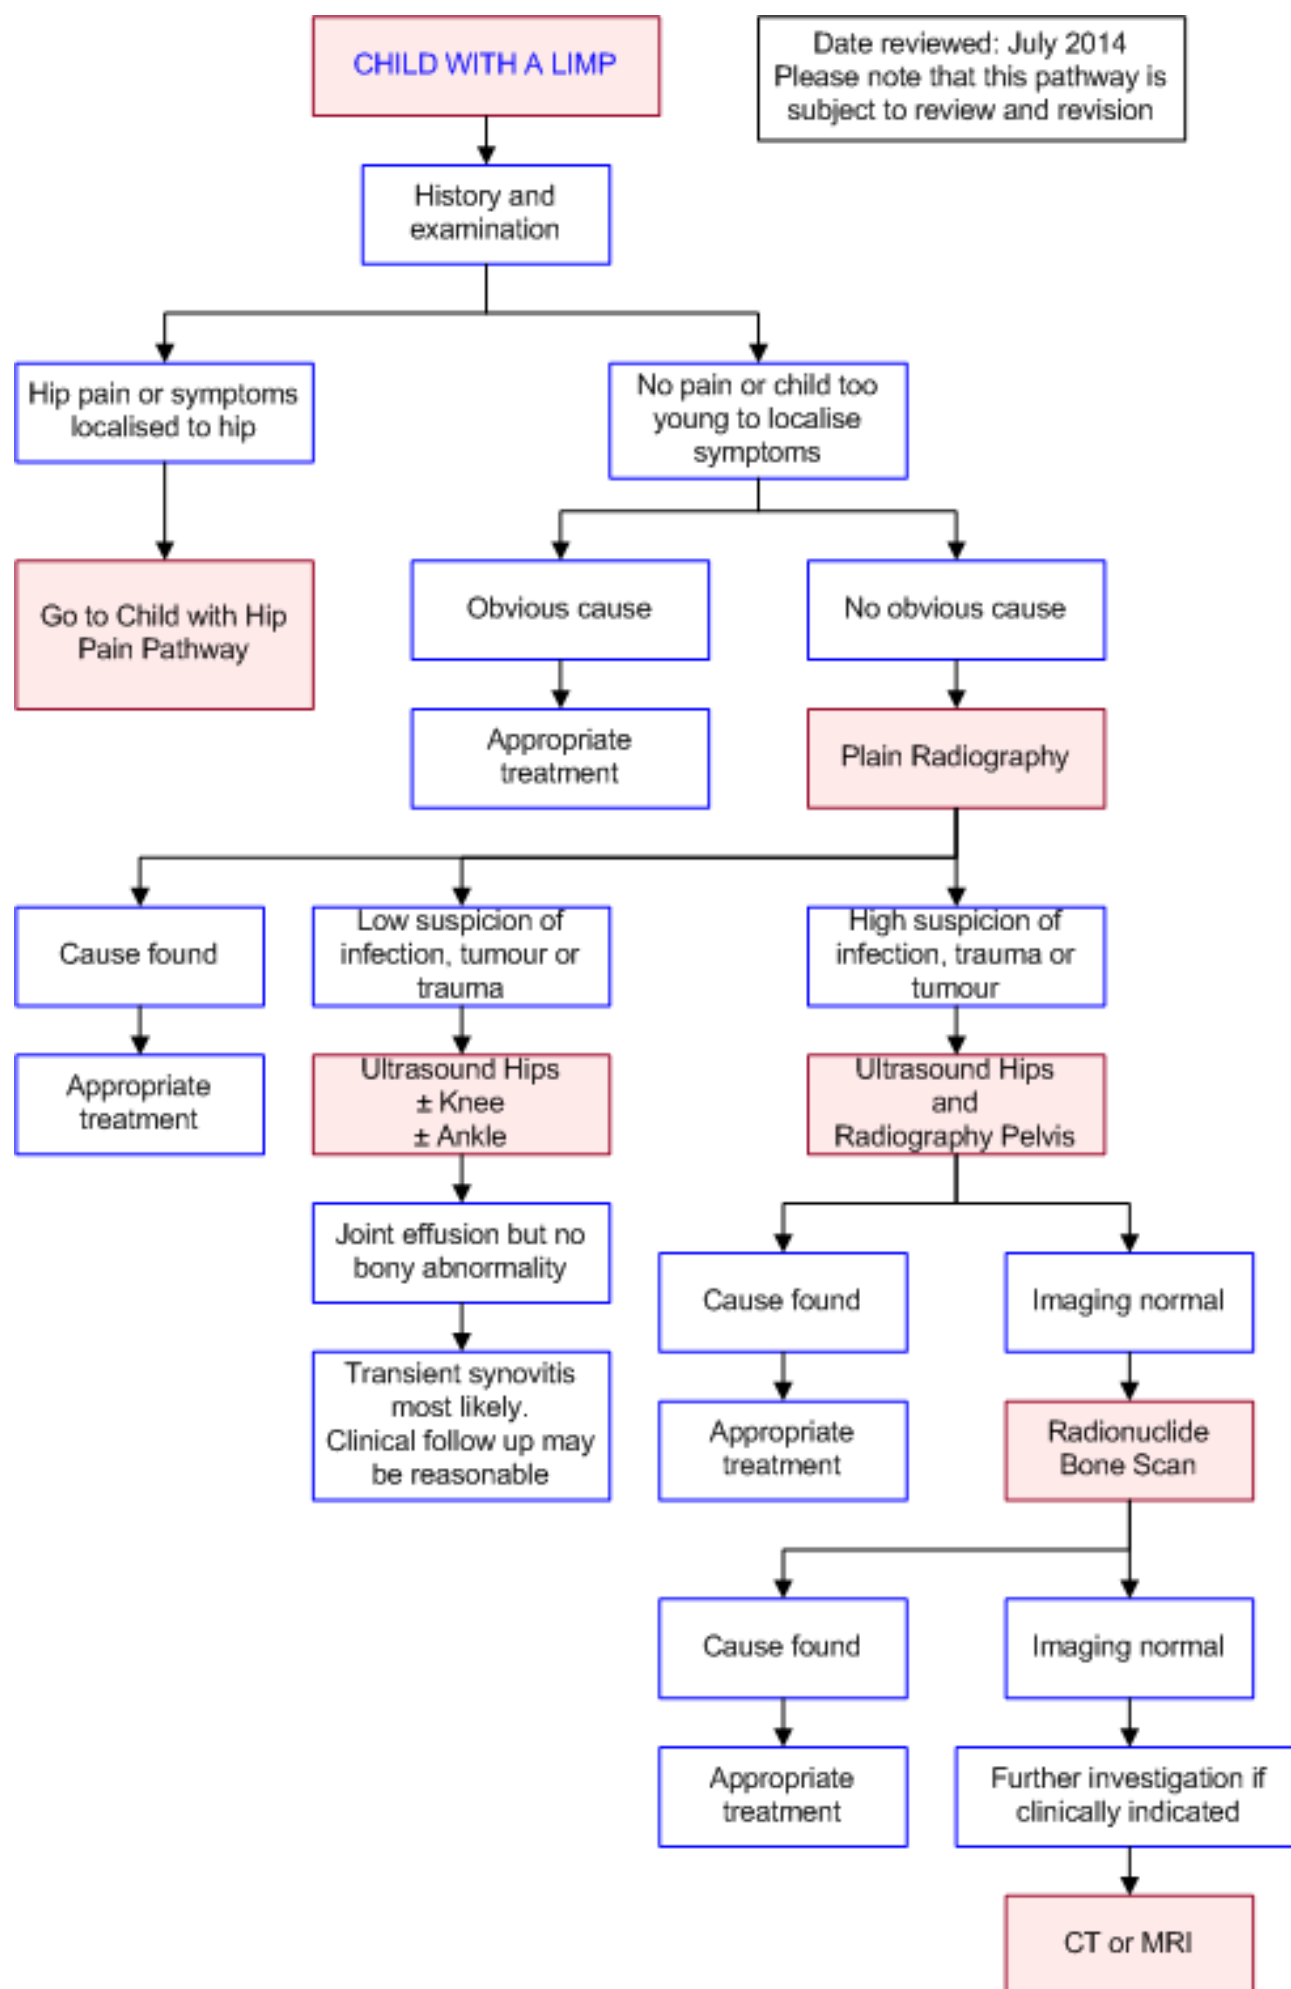 CHILD WITH A LIMP
Date reviewed: July 2014
Please note that this pathway is
subject to review and revision
History and
examination
Hip pain or symptoms
localised to hip
No pain or child too
young to localise
symptoms
Go to Child with Hip
Pain Pathway
Obvious cause
No obvious cause
Appropriate
treatment
Plain Radiography
Cause found
Low suspicion of
infection, tumour or
trauma
High suspicion of
infection, trauma or
tumour
Appropriate
treatment
Ultrasound Hips
± Knee
± Ankle
Ultrasound Hips
and
Radiography Pelvis
Joint effusion but no
bony abnormality
Cause found
Imaging normal
Transient synovitis
most likely.
Clinical follow up may
be reasonable
Appropriate
treatment
Radionuclide
Bone Scan
Cause found
Imaging normal
Appropriate
treatment
Further investigation if
clinically indicated
CT or MRI